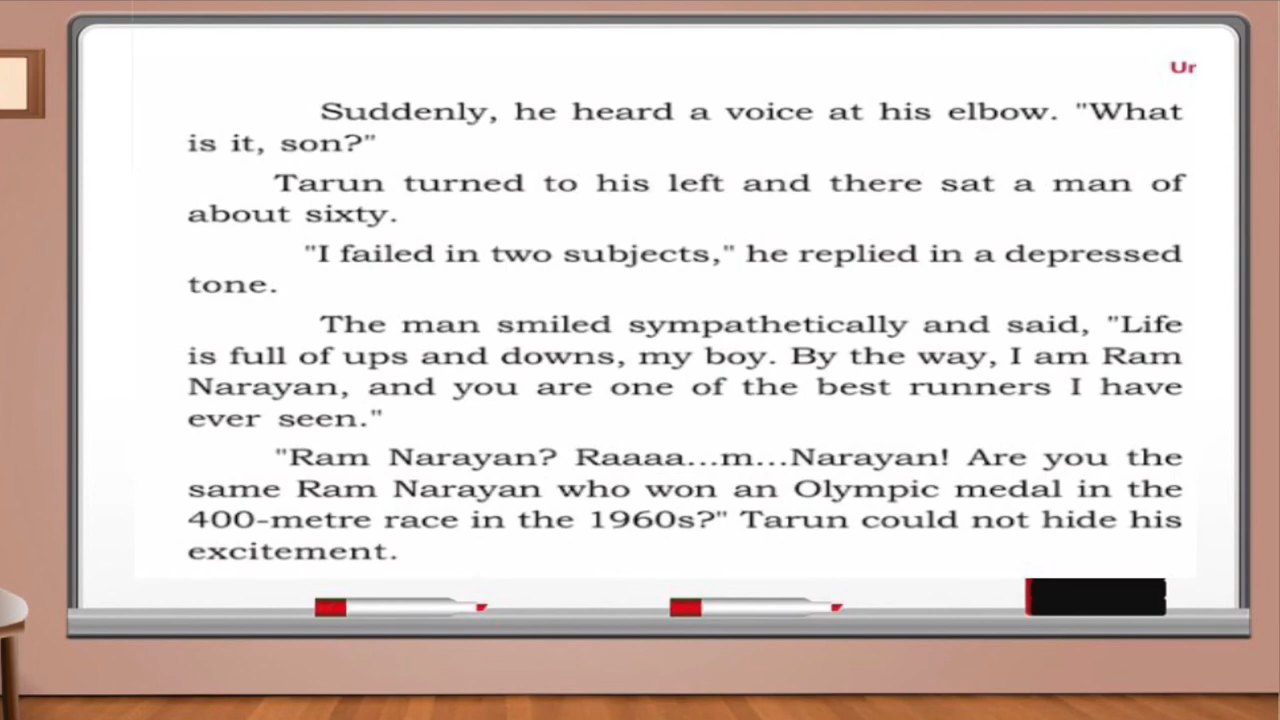 Ur
Suddenly, he heard a voice at his elbow. "What
is it, son?"
Tarun turned to his left and there sat a man of
about sixty.
"I failed in two subjects," he replied in a depressed
tone.
The man smiled sympathetically and said, "Life
is full of ups and downs, my boy. By the way, I am Ram
Narayan, and you are one of the best runners I have
ever seen."
"Ram Narayan? Raaaa...m...Narayan! Are you the
same Ram Narayan who won an Olympic medal in the
400-metre race in the 1960s?" Tarun could not hide his
excitement.